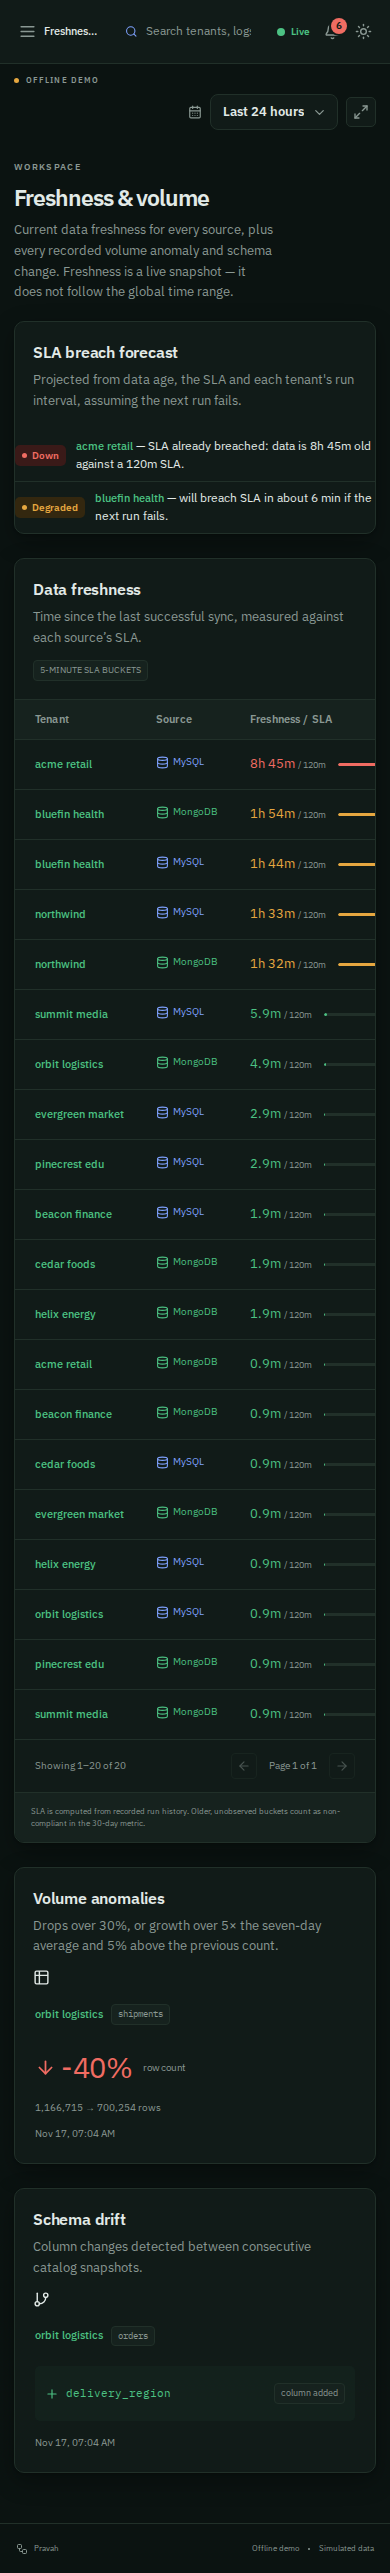 Freshnes...
Search tenants, logs
Live
6
OFFLINE DEMO
Last 24 hours
WORKSPACE
Freshness & volume
Current data freshness for every source, plus
every recorded volume anomaly and schema
change. Freshness is a live snapshot — it
does not follow the global time range.
SLA breach forecast
Projected from data age, the SLA and each tenant's run
interval, assuming the next run fails.
Down
acme retail — SLA already breached: data is 8h 45m old
against a 120m SLA.
Degraded
bluefin health — will breach SLA in about 6 min if the
next run fails.
Data freshness
Time since the last successful sync, measured against
each source's SLA.
5-MINUTE SLA BUCKETS
Tenant Source Freshness / SLA
acme retail MySQL 8h 45m / 120m
bluefin health MongoDB 1h 54m / 120m
bluefin health MySQL 1h 44m / 120m
northwind MySQL 1h 33m / 120m
northwind MongoDB 1h 32m / 120m
summit media MySQL 5.9m / 120m
orbit logistics MongoDB 4.9m / 120m
evergreen market MySQL 2.9m / 120m
pinecrest edu MySQL 2.9m / 120m
beacon finance MySQL 1.9m / 120m
cedar foods MongoDB 1.9m / 120m
helix energy MongoDB 1.9m / 120m
acme retail MongoDB 0.9m / 120m
beacon finance MongoDB 0.9m / 120m
cedar foods MySQL 0.9m / 120m
evergreen market MongoDB 0.9m / 120m
helix energy MySQL 0.9m / 120m
orbit logistics MySQL 0.9m / 120m
pinecrest edu MongoDB 0.9m / 120m
summit media MongoDB 0.9m / 120m
Showing 1–20 of 20
Page 1 of 1
SLA is computed from recorded run history. Older, unobserved buckets count as non-
compliant in the 30-day metric.
Volume anomalies
Drops over 30%, or growth over 5× the seven-day
average and 5% above the previous count.
orbit logistics shipments
-40% row count
1,166,715 → 700,254 rows
Nov 17, 07:04 AM
Schema drift
Column changes detected between consecutive
catalog snapshots.
orbit logistics orders
+ delivery_region column added
Nov 17, 07:04 AM
Pravah
Offline demo • Simulated data